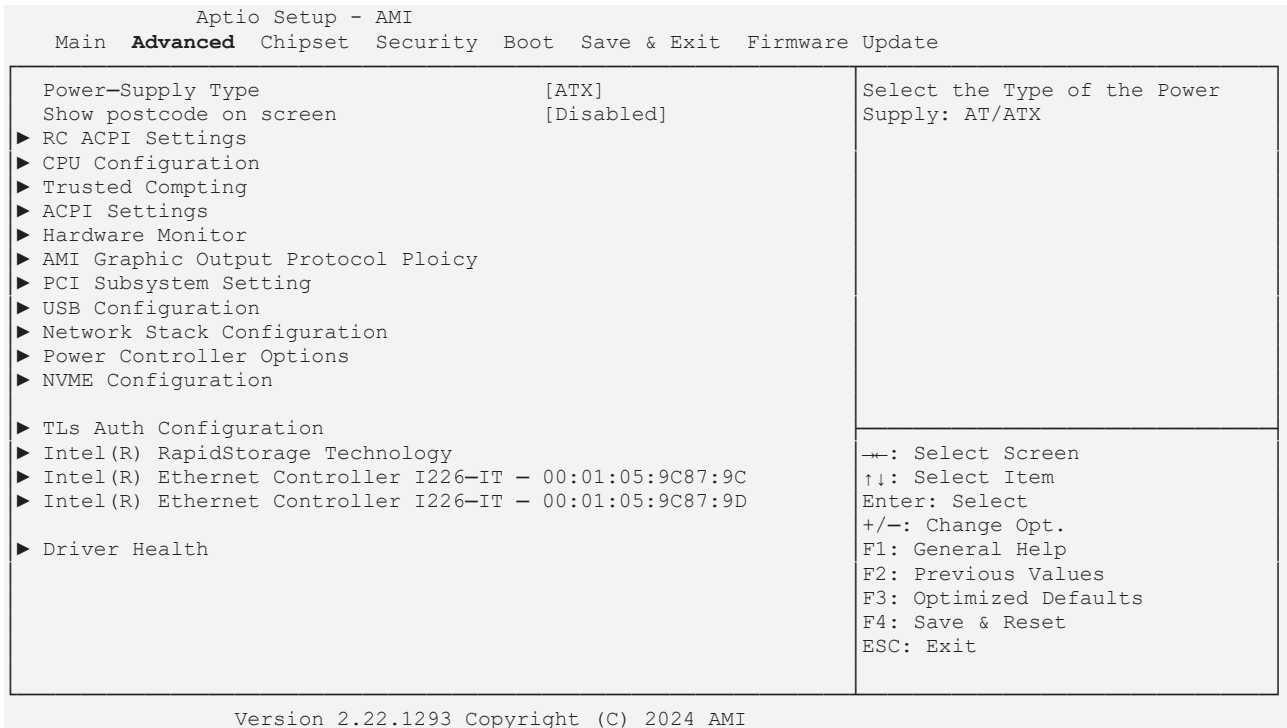 Aptio Setup - AMI
Main Advanced Chipset Security Boot Save & Exit Firmware Update
Power-Supply Type [ATX]
Show postcode on screen [Disabled]
► RC ACPI Settings
► CPU Configuration
► Trusted Compting
► ACPI Settings
► Hardware Monitor
► AMI Graphic Output Protocol Ploicy
► PCI Subsystem Setting
► USB Configuration
► Network Stack Configuration
► Power Controller Options
► NVME Configuration
► TLs Auth Configuration
► Intel(R) RapidStorage Technology
► Intel(R) Ethernet Controller I226-IT - 00:01:05:9C87:9C
► Intel(R) Ethernet Controller I226-IT - 00:01:05:9C87:9D
► Driver Health
Select the Type of the Power
Supply: AT/ATX
→←: Select Screen
↑↓: Select Item
Enter: Select
+/-: Change Opt.
F1: General Help
F2: Previous Values
F3: Optimized Defaults
F4: Save & Reset
ESC: Exit
Version 2.22.1293 Copyright (C) 2024 AMI